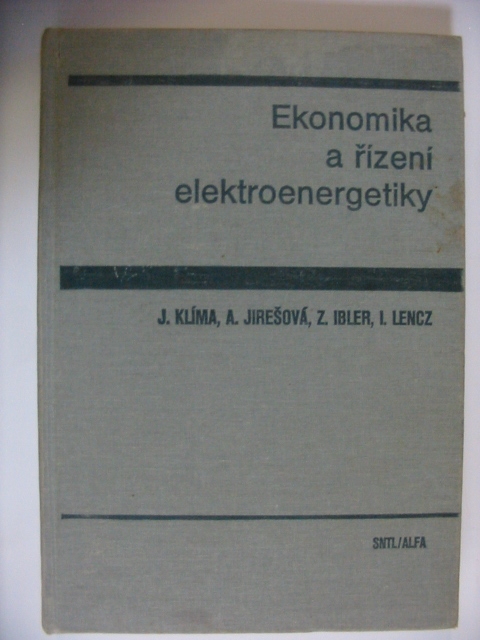 Ekonomika
a řízení
elektroenergetiky
J. KLÍMA, A. JIREŠOVÁ, Z. IBLER, I. LENCZ
SNTL/ALFA